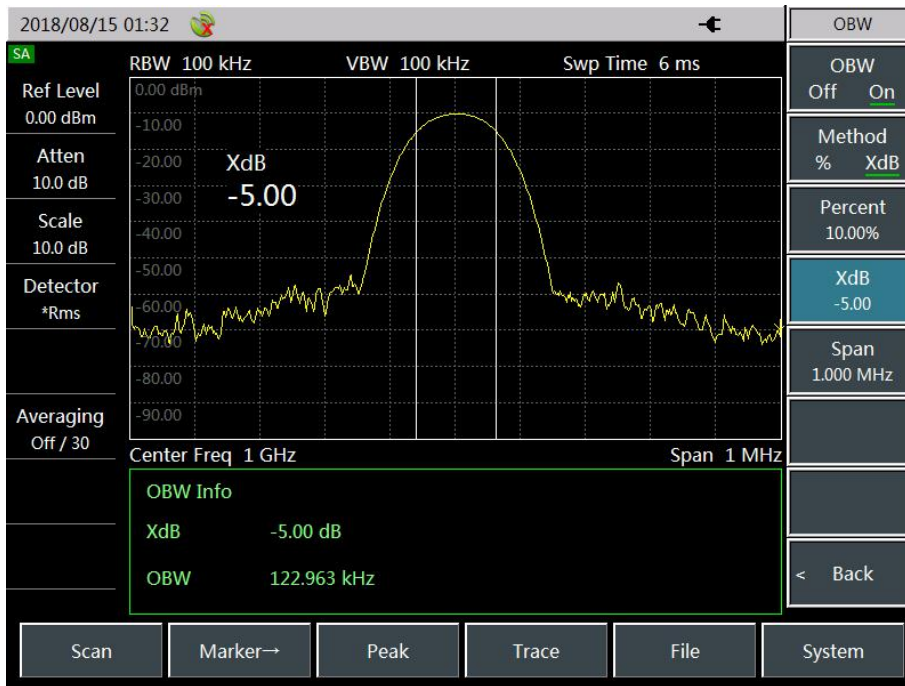 2018/08/15 01:32
OBW
SA
RBW 100 kHz VBW 100 kHz Swp Time 6 ms
Ref Level
0.00 dBm
Atten
10.0 dB
Scale
10.0 dB
Detector
*Rms
Averaging
Off / 30
0.00 dBm
-10.00
-20.00
-30.00
-40.00
-50.00
-60.00
-70.00
-80.00
-90.00
XdB
-5.00
Center Freq 1 GHz Span 1 MHz
OBW Info
XdB -5.00 dB
OBW 122.963 kHz
OBW
Off On
Method
% XdB
Percent
10.00%
XdB
-5.00
Span
1.000 MHz
< Back
Scan Marker→ Peak Trace File System